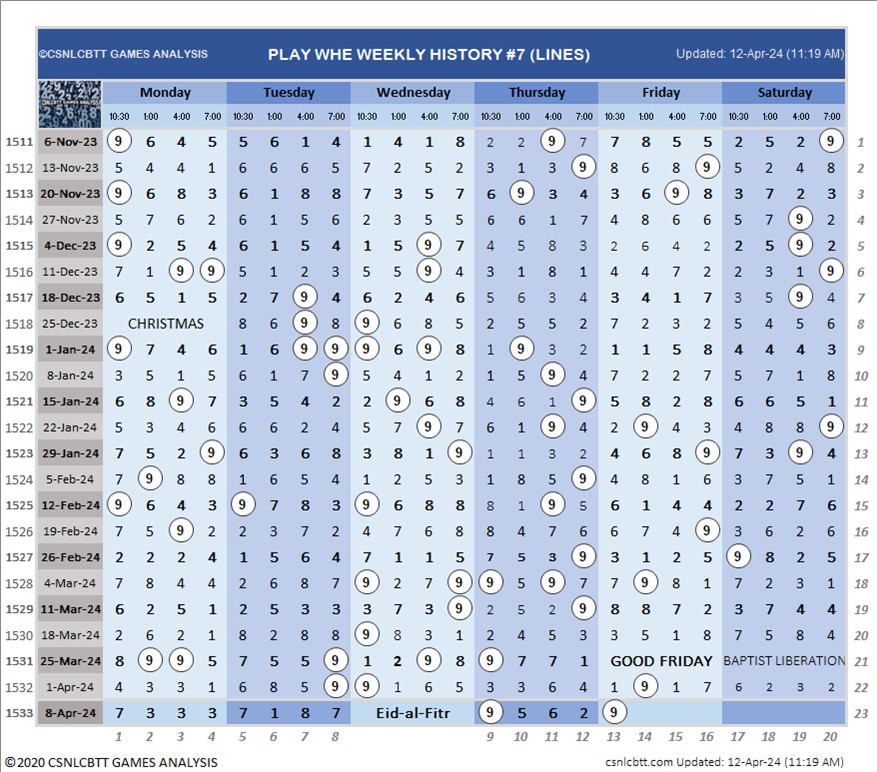 ©CSNLCBTT GAMES ANALYSIS PLAY WHE WEEKLY HISTORY #7 (LINES) Updated: 12-Apr-24 (11:19 AM)
Monday Tuesday Wednesday Thursday Friday Saturday
10:30 1:00 4:00 7:00 10:30 1:00 4:00 7:00 10:30 1:00 4:00 7:00 10:30 1:00 4:00 7:00 10:30 1:00 4:00 7:00 10:30 1:00 4:00 7:00
1511 6-Nov-23 9 6 4 5 5 6 1 4 1 4 1 8 2 2 9 7 7 8 5 5 2 5 2 9 1
1512 13-Nov-23 5 4 4 1 6 6 6 5 7 2 5 2 3 1 3 9 8 6 8 9 5 2 4 8 2
1513 20-Nov-23 9 6 8 3 6 1 8 8 7 3 5 7 6 9 3 4 3 6 9 8 3 7 2 3 3
1514 27-Nov-23 5 7 6 2 6 1 5 6 2 3 5 5 6 6 1 7 4 8 6 6 5 7 9 2 4
1515 4-Dec-23 9 2 5 4 6 1 5 4 1 5 9 7 4 5 8 3 2 6 4 2 2 5 9 2 5
1516 11-Dec-23 7 1 9 9 5 1 2 3 5 6 9 4 3 1 8 1 4 4 7 2 2 3 1 9 6
1517 18-Dec-23 6 5 1 5 2 7 9 4 6 2 4 6 5 6 3 4 3 4 1 7 3 5 9 4 7
1518 25-Dec-23 CHRISTMAS 8 6 9 8 9 6 8 5 2 5 5 2 7 2 3 2 5 4 5 6 8
1519 1-Jan-24 9 7 4 6 1 6 9 9 9 6 9 8 1 9 3 2 1 1 5 8 4 4 4 3 9
1520 8-Jan-24 3 5 1 5 6 1 7 9 5 4 1 2 5 1 9 4 7 2 2 7 5 7 1 8 10
1521 15-Jan-24 6 8 9 7 3 5 4 2 2 9 6 8 4 6 1 9 5 8 2 8 6 6 5 1 11
1522 22-Jan-24 5 3 4 6 6 6 2 4 5 7 9 7 6 1 9 4 2 9 4 3 4 8 8 9 12
1523 29-Jan-24 7 5 2 9 6 3 6 8 3 8 1 9 1 1 3 2 4 6 8 9 7 3 9 4 13
1524 5-Feb-24 7 9 8 8 1 6 5 4 1 2 5 3 1 8 5 9 4 8 1 6 3 7 5 1 14
1525 12-Feb-24 9 6 4 3 9 7 8 3 9 6 8 8 8 1 9 5 6 1 4 4 2 2 7 6 15
1526 19-Feb-24 7 5 9 2 2 3 7 2 4 7 6 8 6 6 4 8 6 7 4 9 3 6 2 6 16
1527 26-Feb-24 2 2 2 4 1 5 6 4 7 1 1 5 7 5 3 9 3 1 2 5 9 8 2 5 17
1528 4-Mar-24 7 8 4 4 2 6 8 7 9 2 7 9 9 5 9 7 7 9 8 1 7 2 3 1 18
1529 11-Mar-24 6 2 5 1 2 5 3 3 3 7 3 9 2 5 2 9 8 8 7 2 3 7 4 4 19
1530 18-Mar-24 2 6 2 1 8 2 8 8 9 8 3 1 2 4 5 3 3 5 1 8 7 5 8 4 20
1531 25-Mar-24 8 9 9 5 7 5 5 9 1 2 9 8 9 7 7 1 GOOD FRIDAY BAPTIST LIBERATION 21
1532 1-Apr-24 4 3 3 1 6 8 5 9 9 1 6 5 3 3 6 4 1 9 1 7 6 2 3 2 22
1533 8-Apr-24 7 3 3 3 7 1 8 7 Eid-al-Fitr 9 5 6 2 9 23
1 2 3 4 5 6 7 8 9 10 11 12 13 14 15 16 17 18 19 20
©2020 CSNLCBTT GAMES ANALYSIS csnlcbtt.com Updated: 12-Apr-24 (11:19 AM)